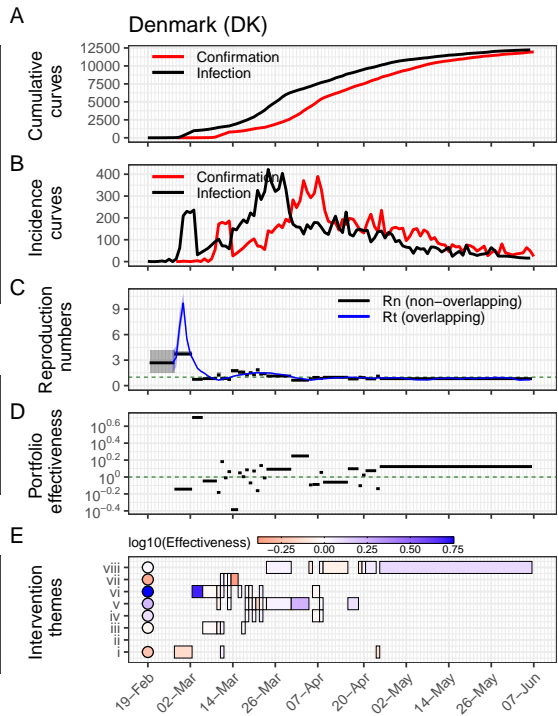 A
Denmark (DK)
Cumulative
curves
12500
10000
7500
5000
2500
0
Confirmation
Infection
B
Incidence
curves
400
300
200
100
0
Confirmation
Infection
C
Reproduction
numbers
9
6
3
0
Rn (non−overlapping)
Rt (overlapping)
D
Portfolio
effectiveness
10^0.6
10^0.4
10^0.2
10^0
10^−0.2
10^−0.4
E
log10(Effectiveness)
−0.25
0.00
0.25
0.50
0.75
Intervention
themes
viii
vii
vi
v
iv
iii
ii
i
19−Feb
02−Mar
14−Mar
26−Mar
07−Apr
20−Apr
02−May
14−May
26−May
07−Jun